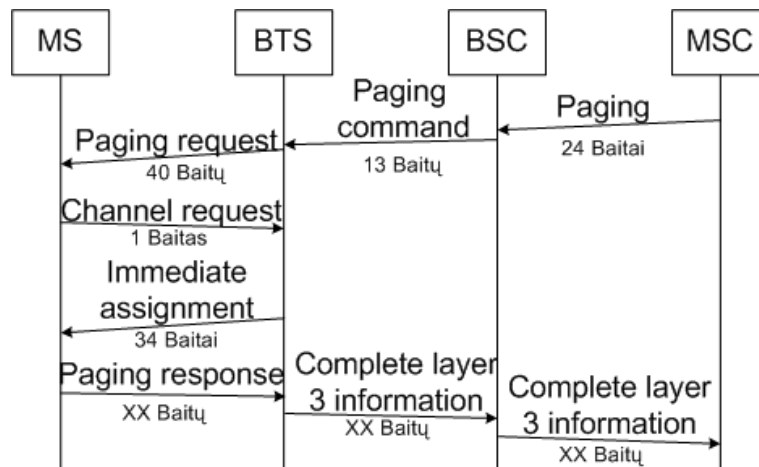 MS
BTS
BSC
MSC
Paging
command
Paging
Paging request
40 Baitų
13 Baitų
24 Baitai
Channel request
1 Baitas
Immediate
assignment
34 Baitai
Paging response
XX Baitų
Complete layer
3 information
XX Baitų
Complete layer
3 information
XX Baitų